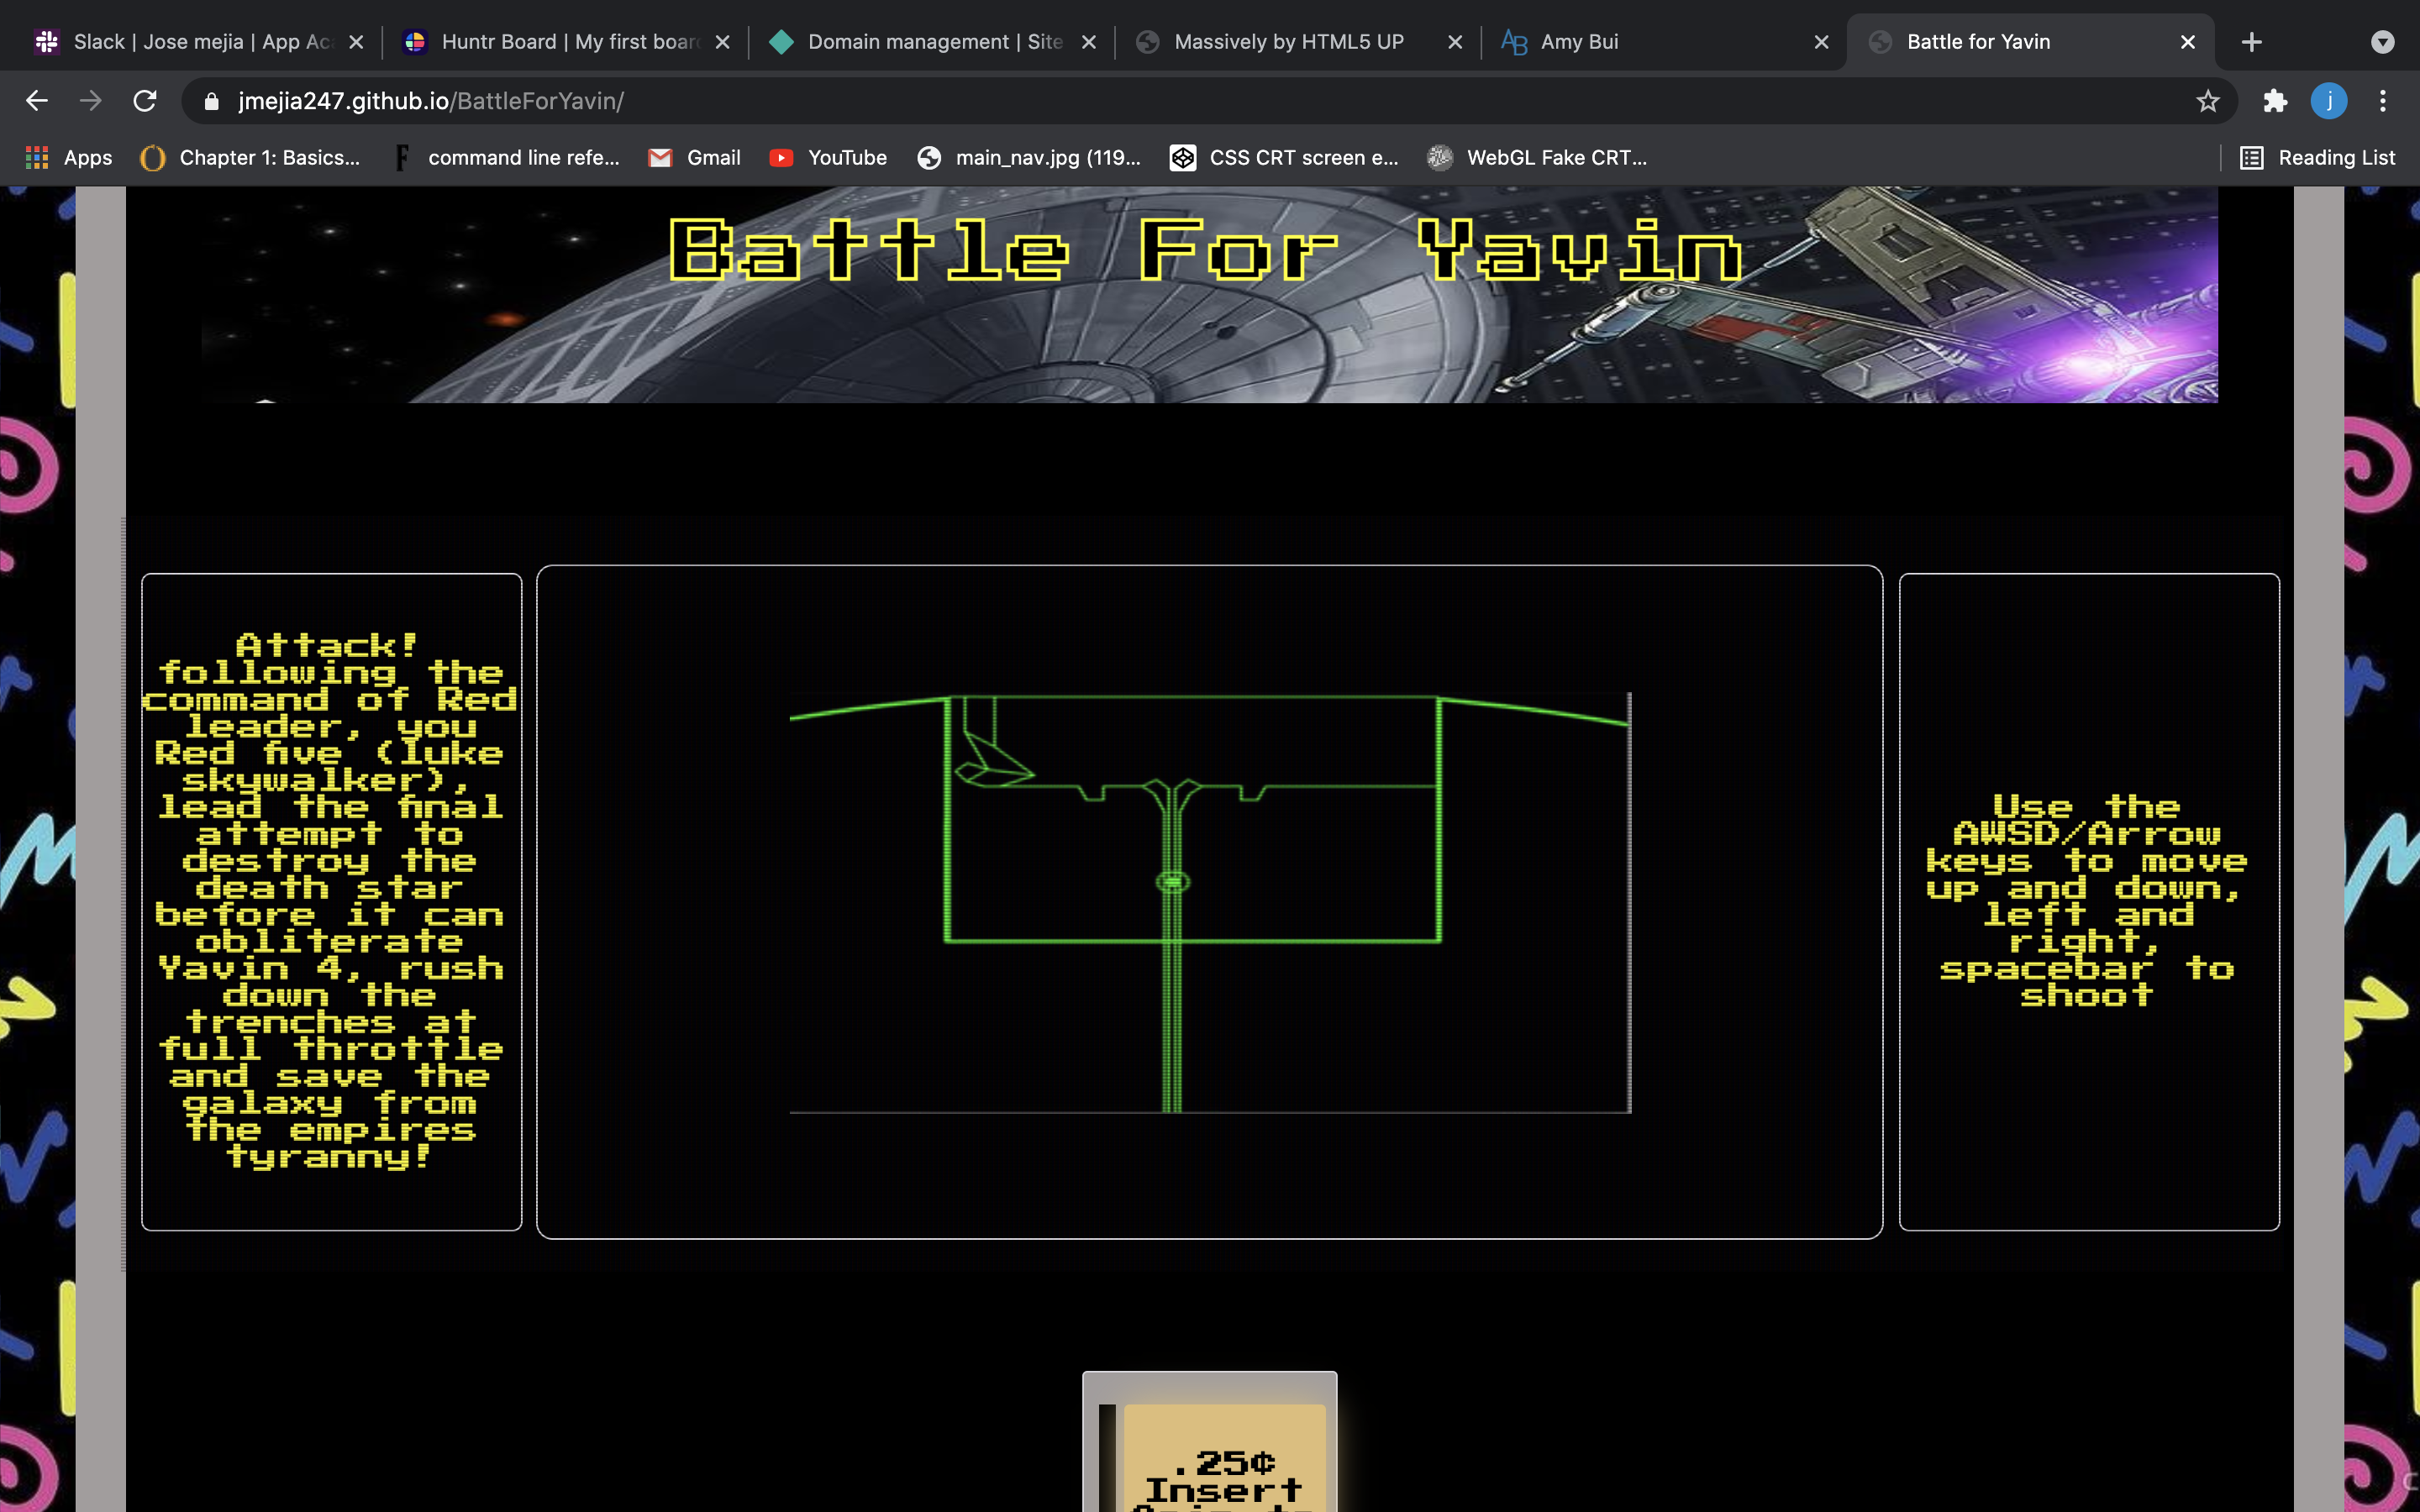 Slack | Jose mejia | App Ac
Huntr Board | My first boar
Domain management | Site
Massively by HTML5 UP
Amy Bui
Battle for Yavin
jmejia247.github.io/BattleForYavin/
j
Apps
Chapter 1: Basics...
command line refe...
Gmail
YouTube
main_nav.jpg (119...
CSS CRT screen e...
WebGL Fake CRT...
Reading List
Battle For Yavin
Attack!
following the
command of Red
leader, you
Red five (luke
skywalker),
lead the final
attempt to
destroy the
death star
before it can
obliterate
Yavin 4, rush
down the
trenches at
full throttle
and save the
galaxy from
the empires
tyranny!
Use the
AWSD/Arrow
keys to move
up and down,
left and
right,
spacebar to
shoot
.25¢
Insert